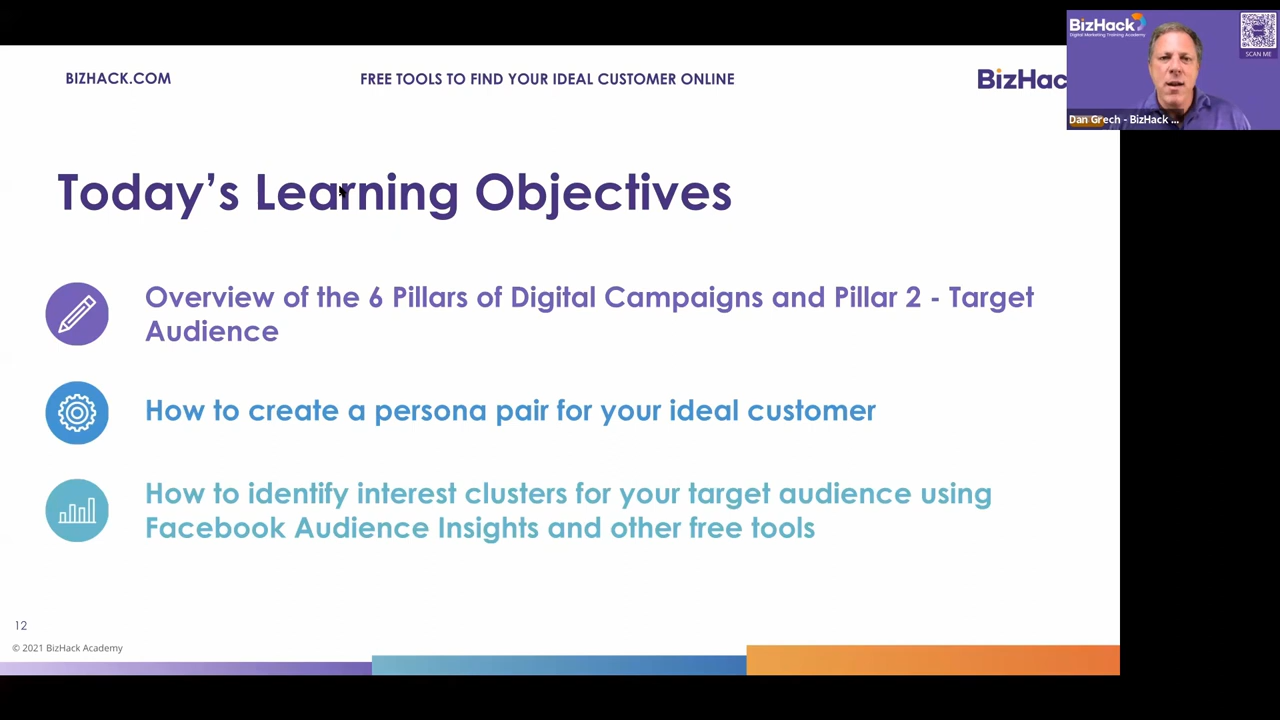 BIZHACK.COM
FREE TOOLS TO FIND YOUR IDEAL CUSTOMER ONLINE
BizHac
BizHack
Digital Marketing Training Academy
SCAN ME
Dan Grech - BizHack ...
Today's Learning Objectives
Overview of the 6 Pillars of Digital Campaigns and Pillar 2 - Target
Audience
How to create a persona pair for your ideal customer
How to identify interest clusters for your target audience using
Facebook Audience Insights and other free tools
12
© 2021 BizHack Academy